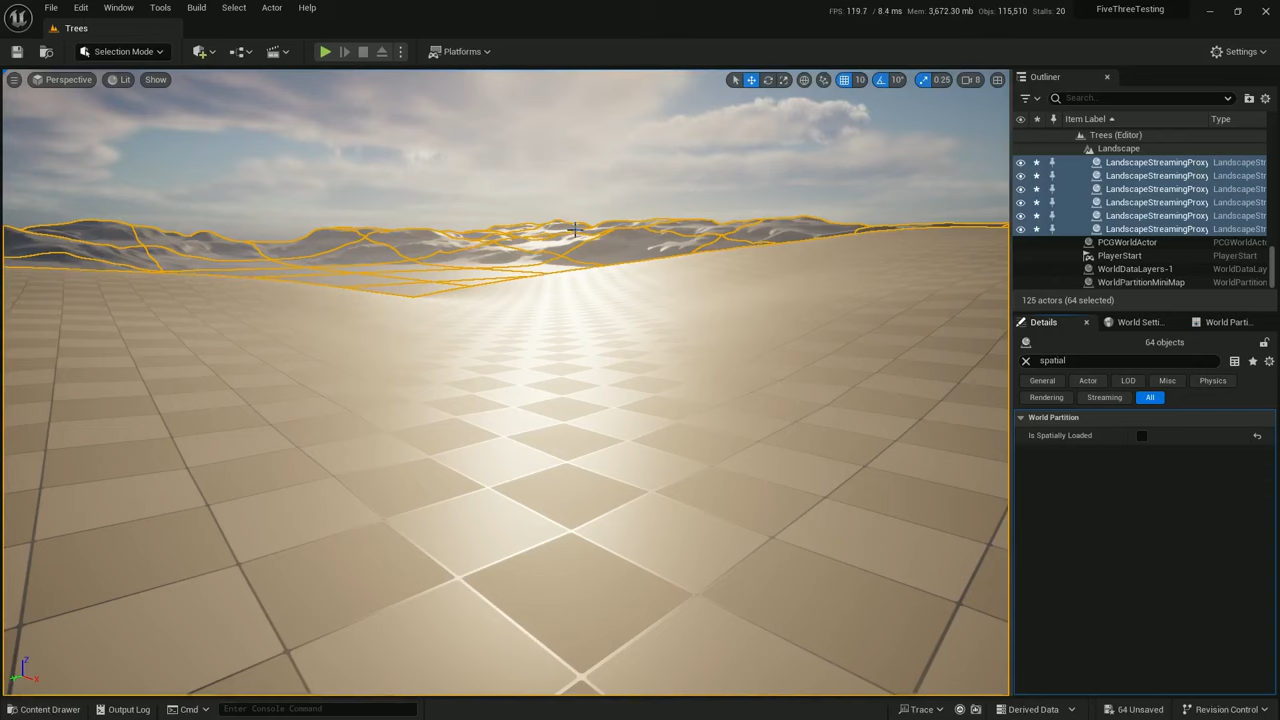 File Edit Window Tools Build Select Actor Help
FPS: 119.7 / 8.4 ms Mem: 3,672.30 mb Objs: 115,510 Stalls: 20
FiveThreeTesting
Trees
Selection Mode
Platforms
Settings
Perspective Lit Show
10 10° 0.25 8
Outliner
Search...
Item Label Type
Trees (Editor)
Landscape
LandscapeStreamingProxy LandscapeStr
LandscapeStreamingProxy LandscapeStr
LandscapeStreamingProxy LandscapeStr
LandscapeStreamingProxy LandscapeStr
LandscapeStreamingProxy LandscapeStr
LandscapeStreamingProxy LandscapeStr
PCGWorldActor PCGWorldActor
PlayerStart PlayerStart
WorldDataLayers-1 WorldDataLay
WorldPartitionMiniMap WorldPartition
125 actors (64 selected)
Details World Setti... World Parti...
64 objects
spatial
General Actor LOD Misc Physics
Rendering Streaming All
World Partition
Is Spatially Loaded
Z
X
Content Drawer Output Log Cmd Enter Console Command Trace Derived Data 64 Unsaved Revision Control